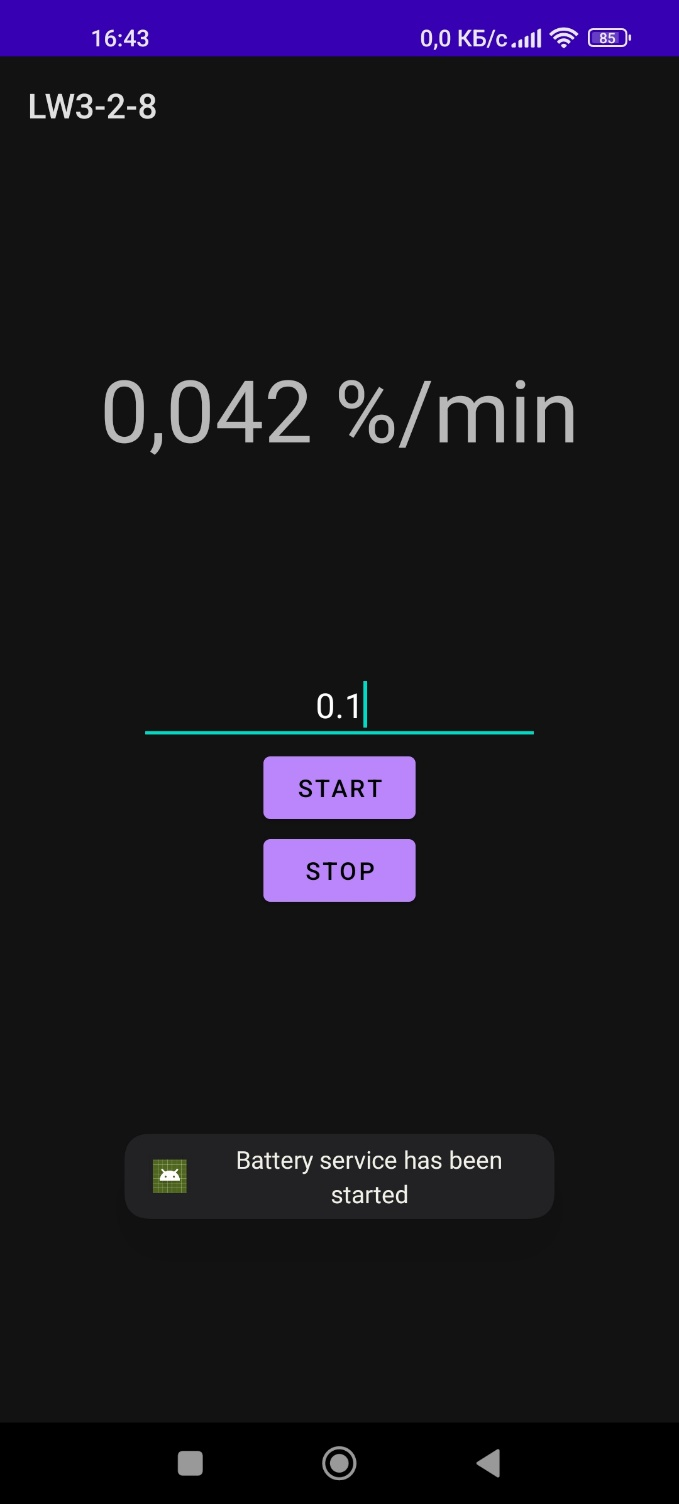 16:43 0,0 КБ/с 85
LW3-2-8
0,042 %/min
0.1
START
STOP
Battery service has been
started